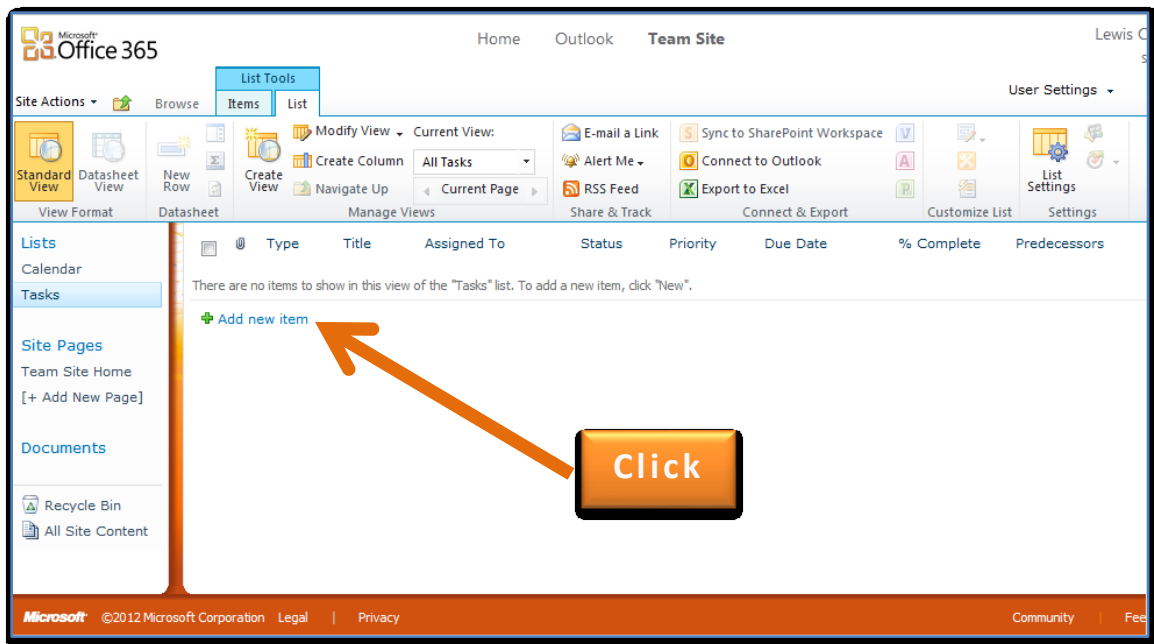 Microsoft
Office 365
Home Outlook Team Site
Lewis C
s
List Tools
User Settings
Site Actions Browse Items List
Modify View Current View: E-mail a Link Sync to SharePoint Workspace
Create Column All Tasks Alert Me Connect to Outlook
Standard View Datasheet View New Row Create View Navigate Up Current Page RSS Feed Export to Excel List Settings
View Format Datasheet Manage Views Share & Track Connect & Export Customize List Settings
Lists
Type Title Assigned To Status Priority Due Date % Complete Predecessors
Calendar
There are no items to show in this view of the "Tasks" list. To add a new item, click "New".
Tasks
Add new item
Site Pages
Team Site Home
[+ Add New Page]
Documents
Click
Recycle Bin
All Site Content
Microsoft ©2012 Microsoft Corporation Legal | Privacy Community | Fee